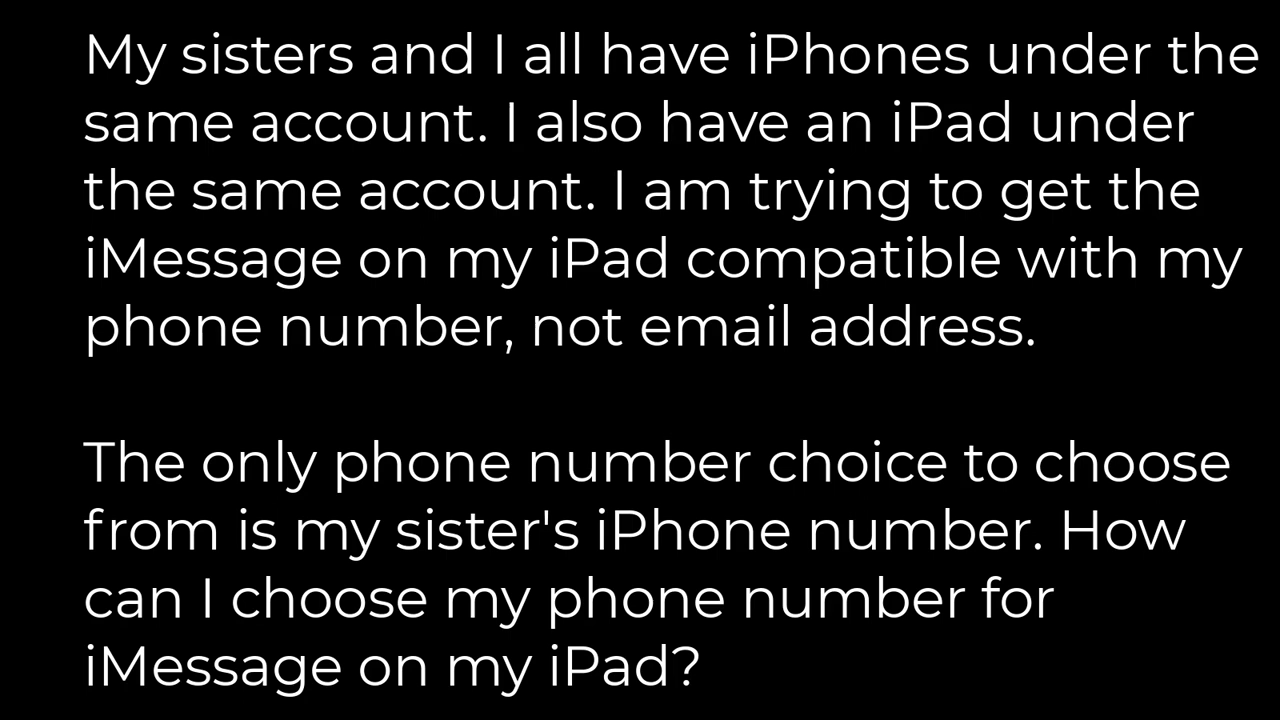 My sisters and I all have iPhones under the
same account. I also have an iPad under
the same account. I am trying to get the
iMessage on my iPad compatible with my
phone number, not email address.
The only phone number choice to choose
from is my sister's iPhone number. How
can I choose my phone number for
iMessage on my iPad?